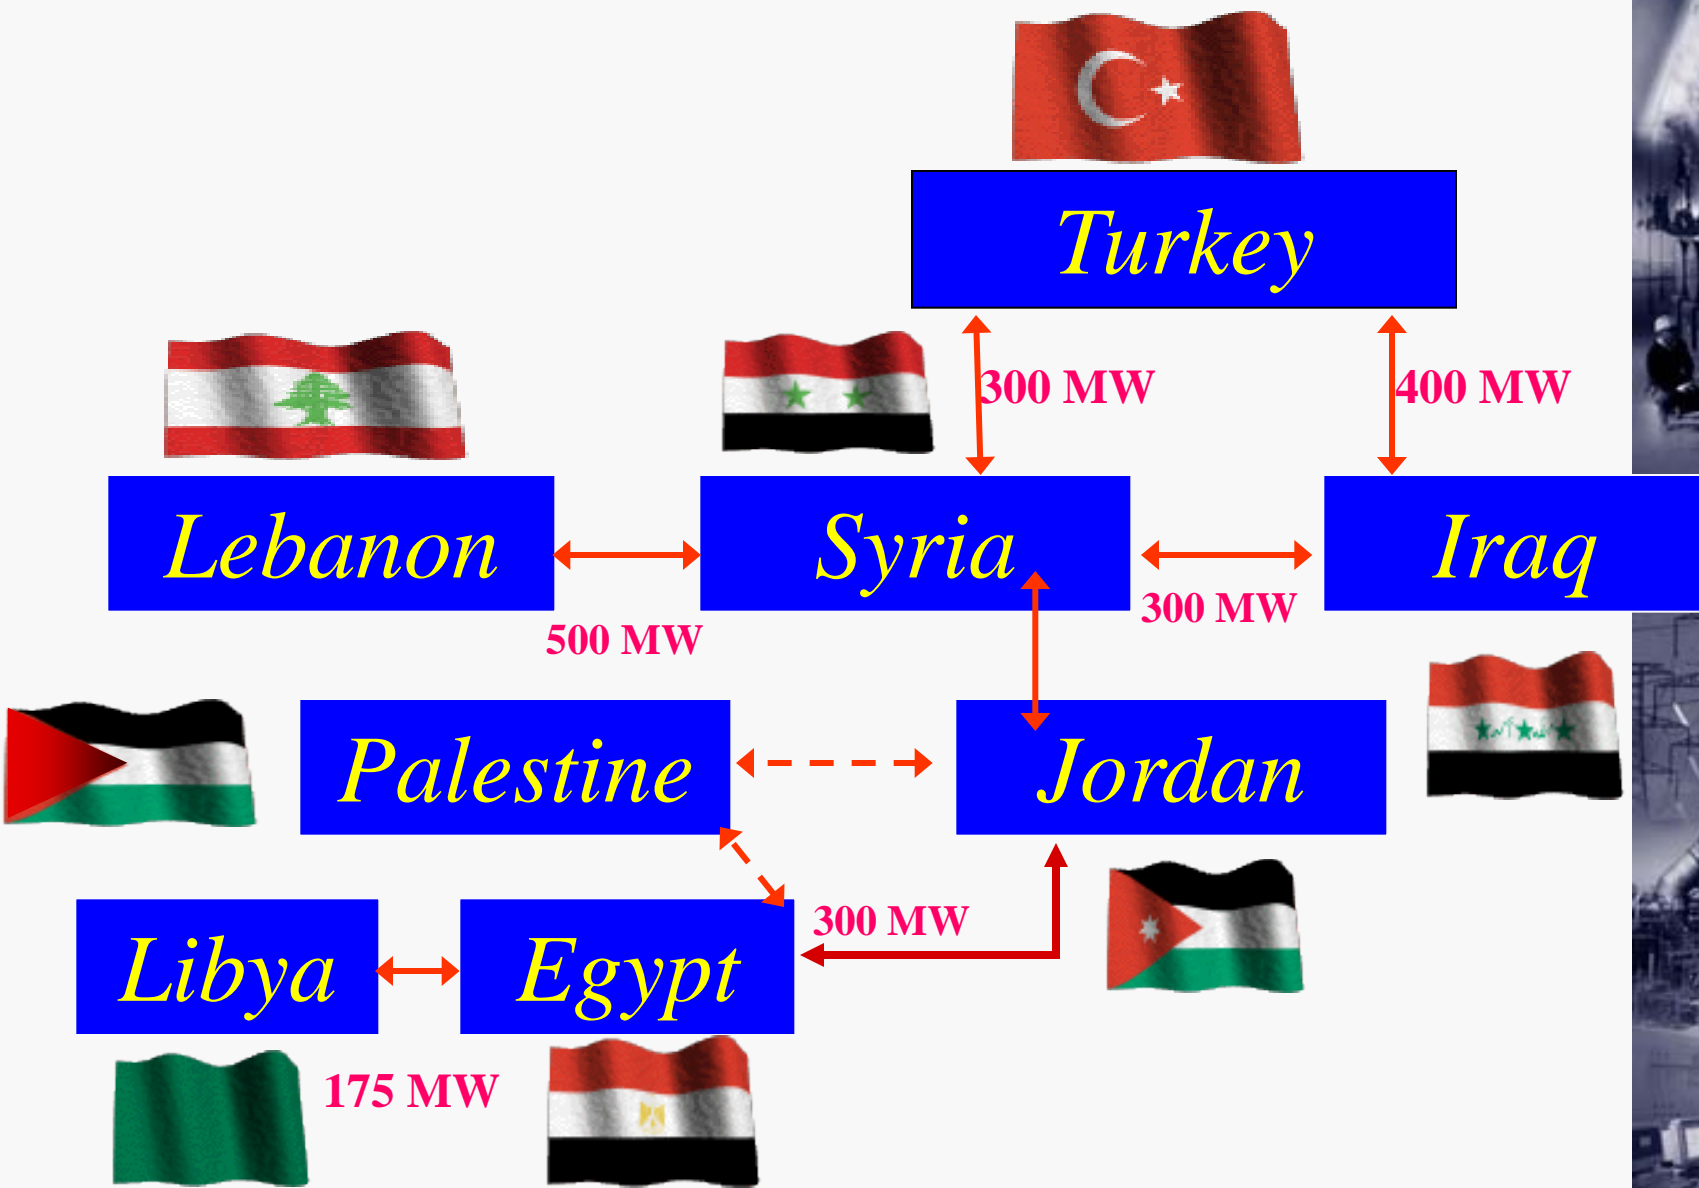 Turkey
300 MW
400 MW
Lebanon
Syria
Iraq
500 MW
300 MW
Palestine
Jordan
300 MW
Libya
Egypt
175 MW